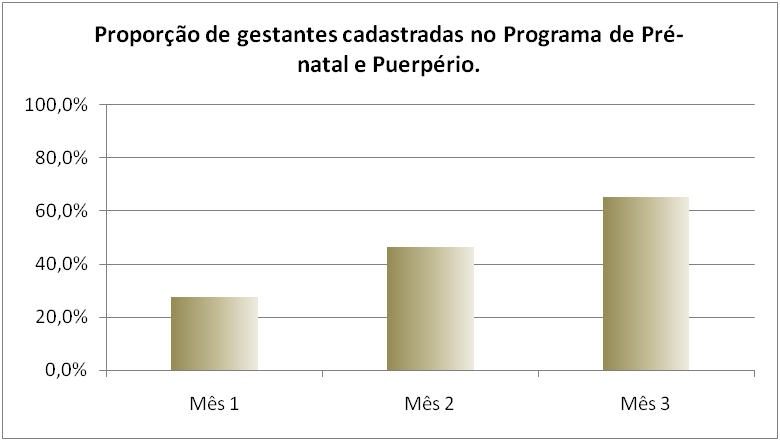 Proporção de gestantes cadastradas no Programa de Pré-
natal e Puerpério.
100,0%
80,0%
60,0%
40,0%
20,0%
0,0%
Mês 1
Mês 2
Mês 3